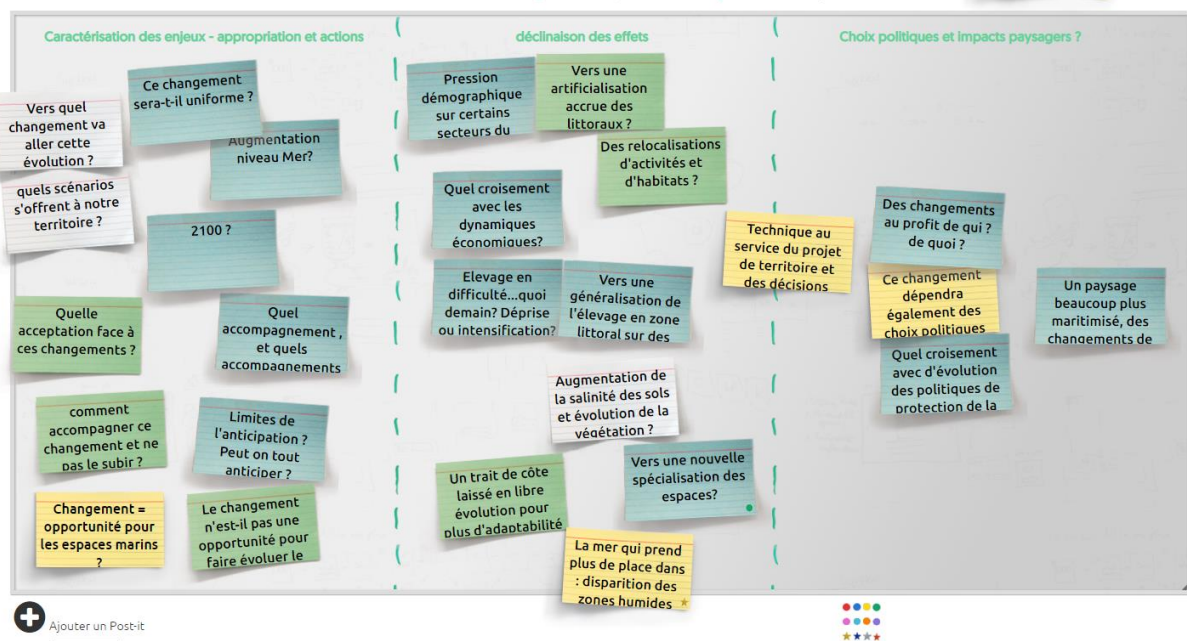 Caractérisation des enjeux - appropriation et actions
Vers quel
changement va
aller cette
évolution ?
Ce changement
sera-t-il uniforme ?
Augmentation
niveau Mer?
quels scénarios
s'offrent à notre
territoire ?
2100 ?
Quelle
acceptation face à
ces changements ?
Quel
accompagnement ,
et quels
accompagnements
comment
accompagner ce
changement et ne
pas le subir ?
Limites de
l'anticipation ?
Peut on tout
anticiper ?
Changement =
opportunité pour
les espaces marins
?
Le changement
n'est-il pas une
opportunité pour
faire évoluer le
déclinaison des effets
Pression
démographique
sur certains
secteurs du
Vers une
artificialisation
accrue des
littoraux ?
Des relocalisations
d'activités et
d'habitats ?
Quel croisement
avec les
dynamiques
économiques?
Elevage en
difficulté...quoi
demain? Déprise
ou intensification?
Vers une
généralisation de
l'élevage en zone
littoral sur des
Technique au
service du projet
de territoire et
des décisions
Augmentation de
la salinité des sols
et évolution de la
végétation ?
Un trait de côte
laissé en libre
évolution pour
plus d'adaptabilité
Vers une nouvelle
spécialisation des
espaces?
La mer qui prend
plus de place dans
: disparition des
zones humides
Choix politiques et impacts paysagers ?
Des changements
au profit de qui ?
de quoi ?
Ce changement
dépendra
également des
choix politiques
Un paysage
beaucoup plus
maritimisé, des
changements de
Quel croisement
avec d'évolution
des politiques de
protection de la
Ajouter un Post-it